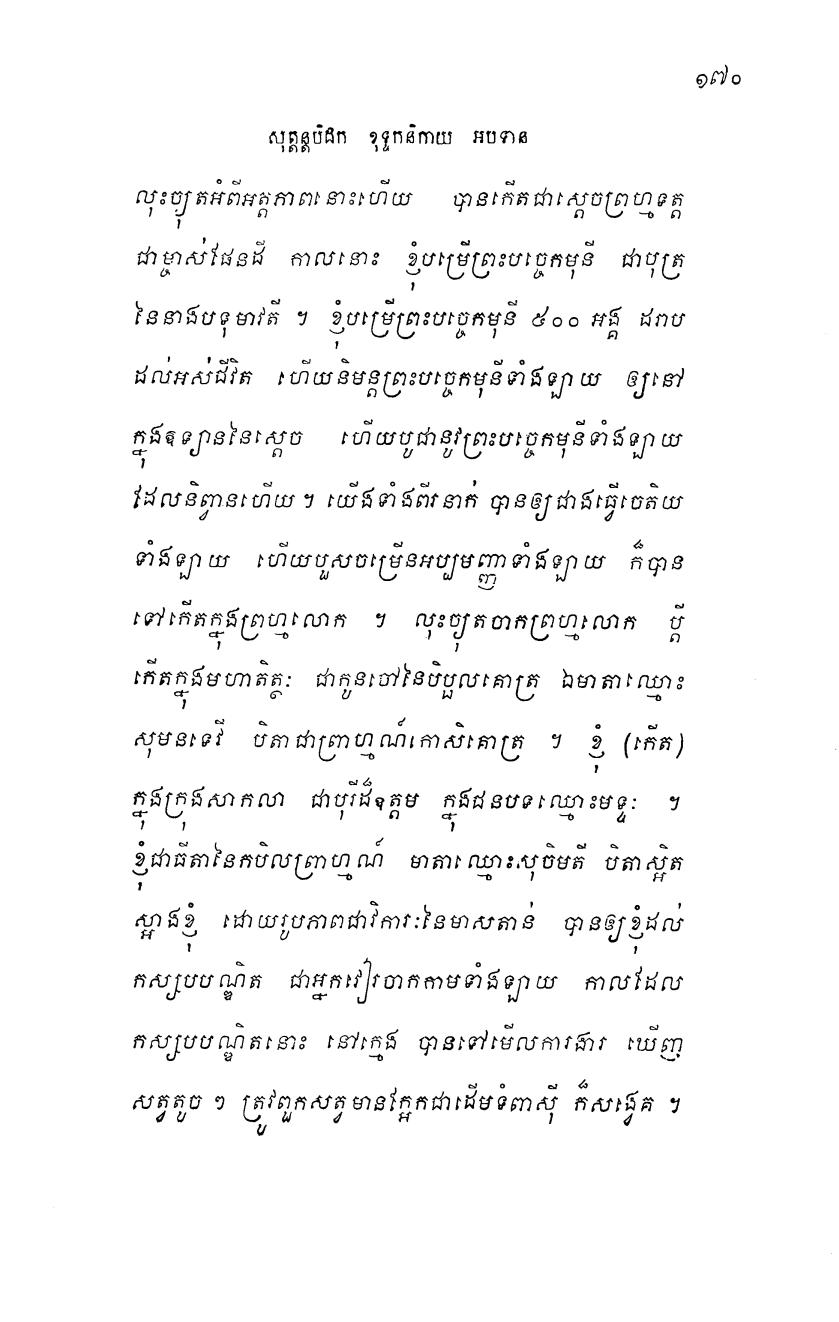 ១៧០
សុត្តន្តបិដក ខុទ្ទកនិកាយ អបទាន
លុះច្យុតអំពីអត្តភាពនោះហើយ បានកើតជាស្តេចព្រហ្មទត្ត
ជាម្ចាស់ផែនដី កាលនោះ ខ្ញុំបម្រើព្រះបច្ចេកមុនី ជាបុត្រ
នៃនាងបទុមាវតី ។ ខ្ញុំបម្រើព្រះបច្ចេកមុនី ៥០០ អង្គ ដរាប
ដល់អស់ជីវិត ហើយនិមន្តព្រះបច្ចេកមុនីទាំងឡាយ ឲ្យនៅ
ក្នុងឧទ្យាននៃស្តេច ហើយបូជានូវព្រះបច្ចេកមុនីទាំងឡាយ
ដែលនិព្វានហើយ ។ យើងទាំងពីរនាក់ បានឲ្យជាងធ្វើចេតិយ
ទាំងឡាយ ហើយបួសចម្រើនអប្បមញ្ញាទាំងឡាយ ក៏បាន
ទៅកើតក្នុងព្រហ្មលោក ។ លុះច្យុតចាកព្រហ្មលោក ប្តី
កើតក្នុងមហាតិត្ថៈ ជាកូនចៅនៃបិប្ផលគោត្រ ឯមាតាឈ្មោះ
សុមនទេវី បិតាជាព្រាហ្មណ៍កោសិគោត្រ ។ ខ្ញុំ (កើត)
ក្នុងក្រុងសាកលា ជាបុរីដ៏ឧត្តម ក្នុងជនបទឈ្មោះមទ្ទៈ ។
ខ្ញុំជាធីតានៃកបិលព្រាហ្មណ៍ មាតាឈ្មោះសុចិមតី បិតាស្អិត
ស្អាងខ្ញុំ ដោយរូបភាពជាវិការៈនៃមាសតាន់ បានឲ្យខ្ញុំដល់
កស្សបបណ្ឌិត ជាអ្នកវៀរចាកកាមទាំងឡាយ កាលដែល
កស្សបបណ្ឌិតនោះ នៅក្មេង បានទៅមើលការងារ ឃើញ
សត្វតូច ៗ ត្រូវពួកសត្វមានក្អែកជាដើមទំពាស៊ី ក៏សង្វេគ ។